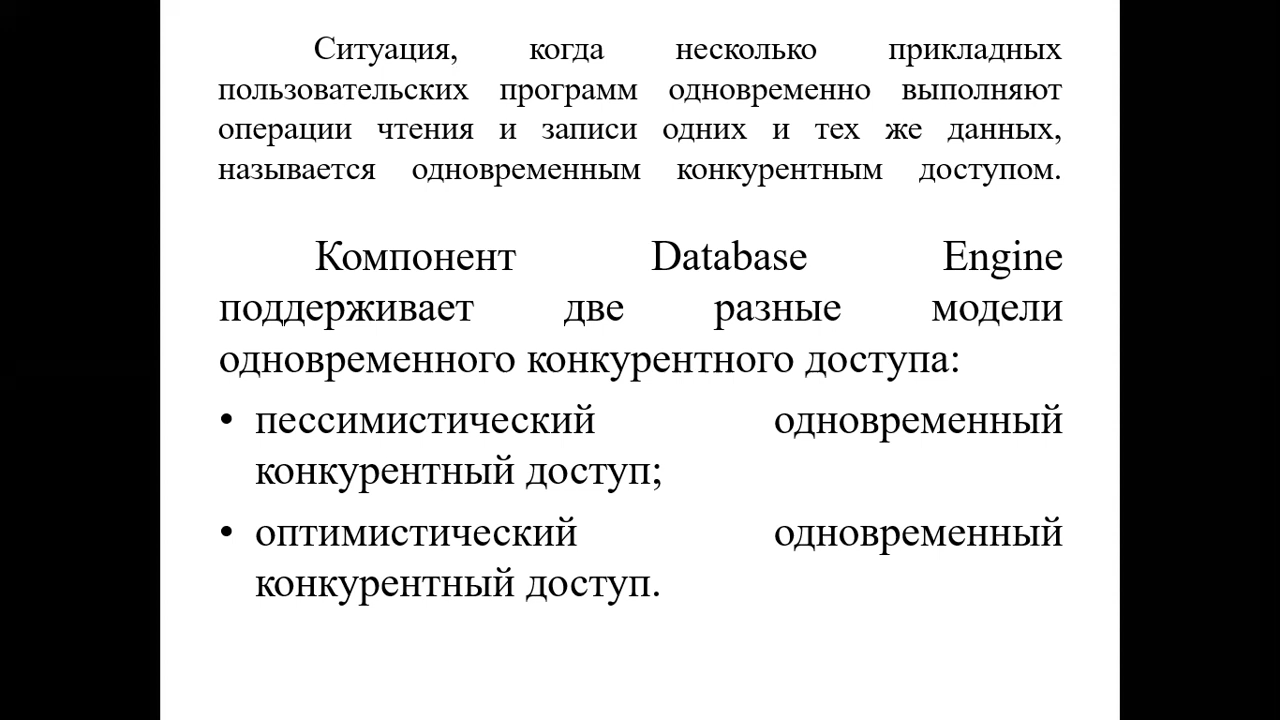 Ситуация, когда несколько прикладных
пользовательских программ одновременно выполняют
операции чтения и записи одних и тех же данных,
называется одновременным конкурентным доступом.
Компонент Database Engine
поддерживает две разные модели
одновременного конкурентного доступа:
• пессимистический одновременный
конкурентный доступ;
• оптимистический одновременный
конкурентный доступ.